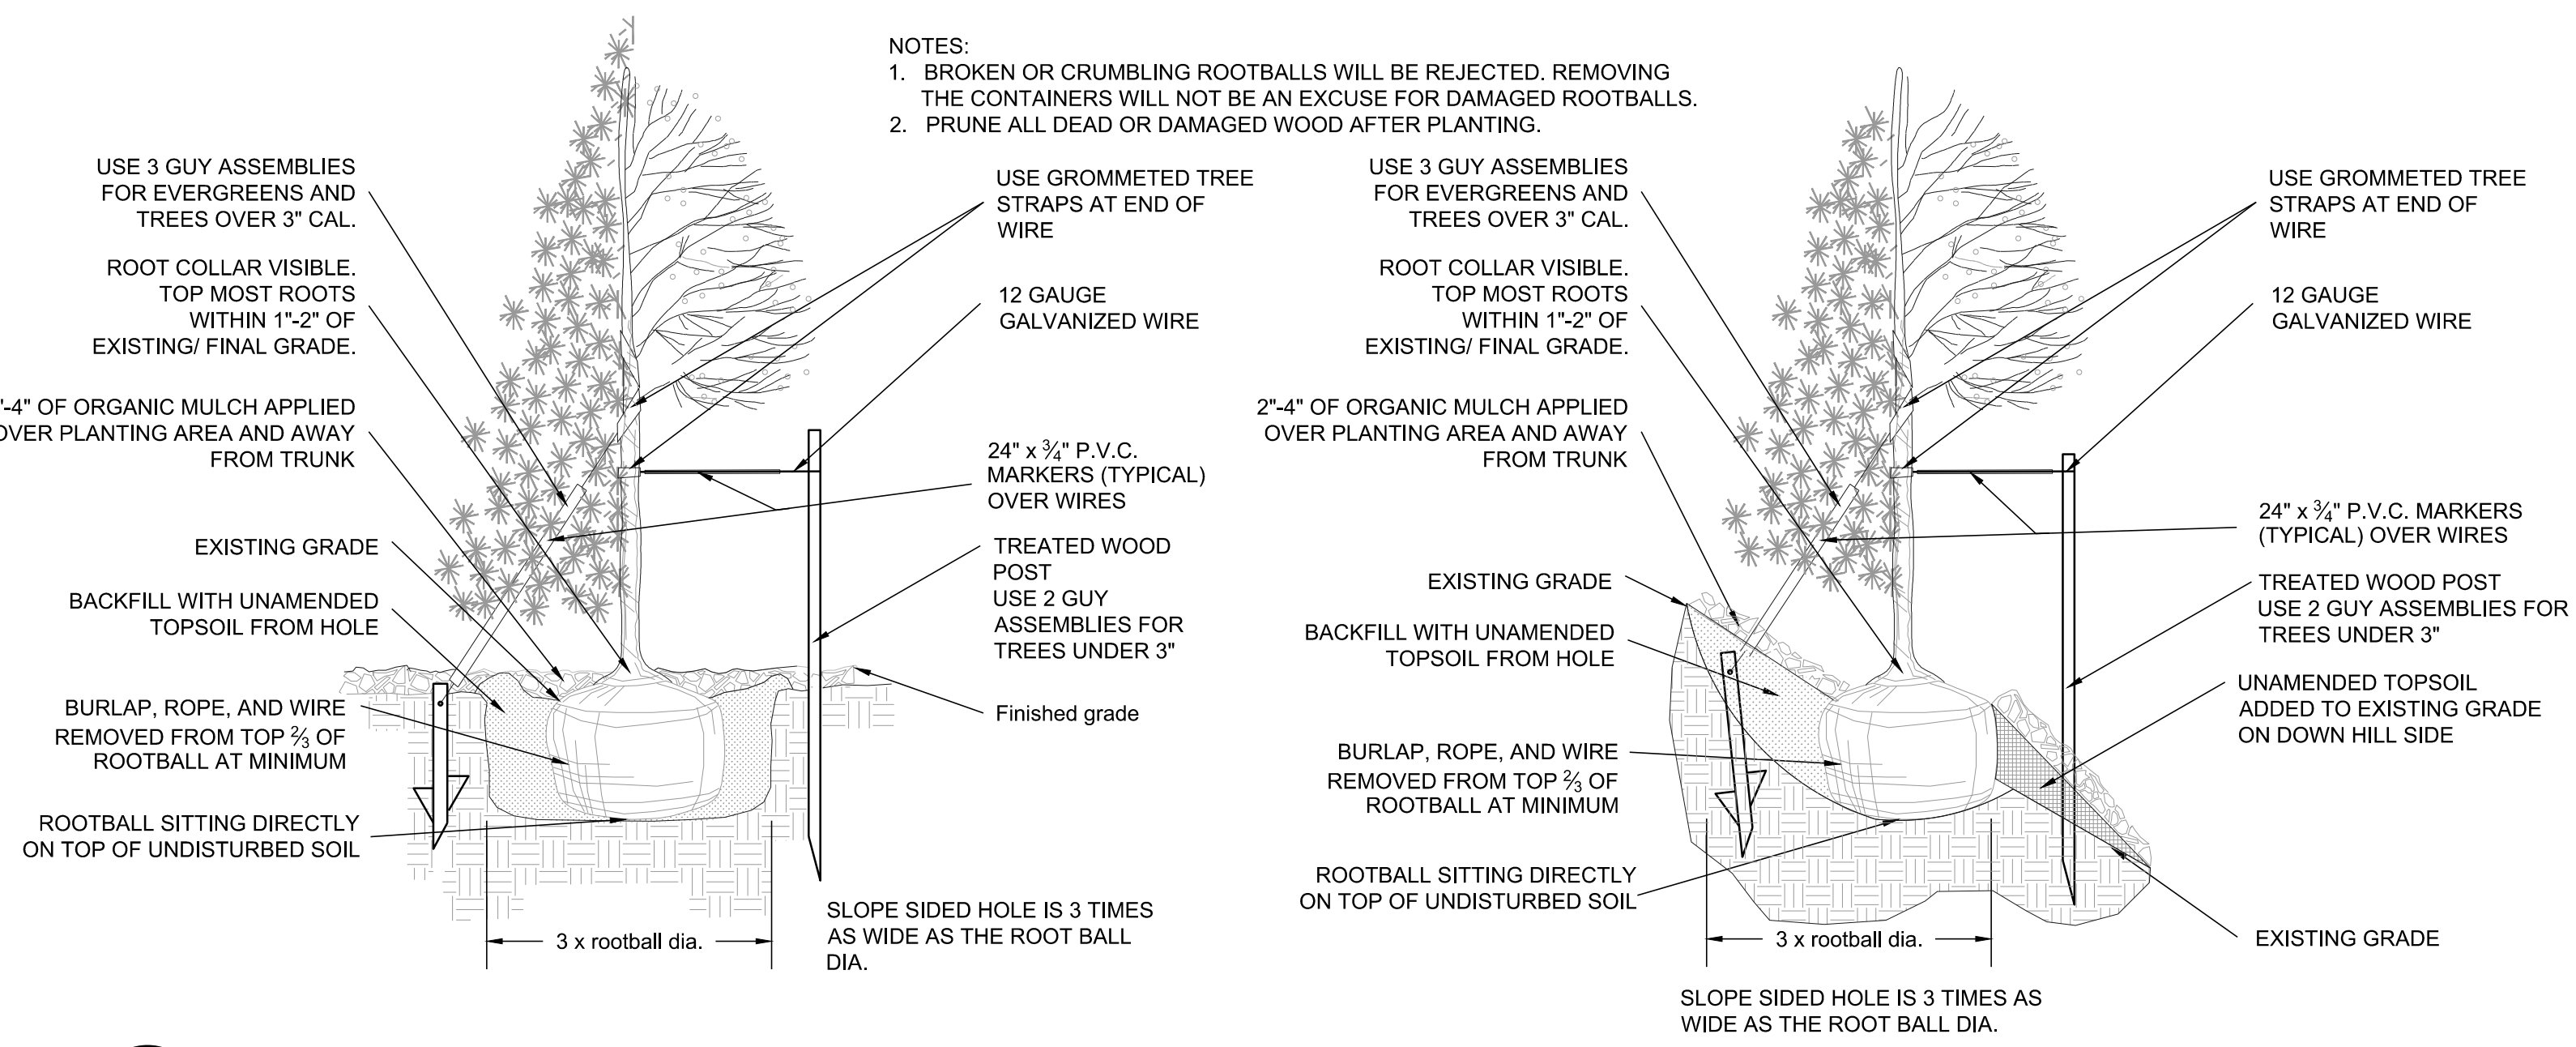 NOTES:
1. BROKEN OR CRUMBLING ROOTBALLS WILL BE REJECTED. REMOVING
THE CONTAINERS WILL NOT BE AN EXCUSE FOR DAMAGED ROOTBALLS.
2. PRUNE ALL DEAD OR DAMAGED WOOD AFTER PLANTING.
USE 3 GUY ASSEMBLIES
FOR EVERGREENS AND
TREES OVER 3" CAL.
ROOT COLLAR VISIBLE.
TOP MOST ROOTS
WITHIN 1"-2" OF
EXISTING/ FINAL GRADE.
"-4" OF ORGANIC MULCH APPLIED
OVER PLANTING AREA AND AWAY
FROM TRUNK
EXISTING GRADE
BACKFILL WITH UNAMENDED
TOPSOIL FROM HOLE
BURLAP, ROPE, AND WIRE
REMOVED FROM TOP ⅔ OF
ROOTBALL AT MINIMUM
ROOTBALL SITTING DIRECTLY
ON TOP OF UNDISTURBED SOIL
USE GROMMETED TREE
STRAPS AT END OF
WIRE
12 GAUGE
GALVANIZED WIRE
24" x ¾" P.V.C.
MARKERS (TYPICAL)
OVER WIRES
TREATED WOOD
POST
USE 2 GUY
ASSEMBLIES FOR
TREES UNDER 3"
Finished grade
3 x rootball dia.
SLOPE SIDED HOLE IS 3 TIMES
AS WIDE AS THE ROOT BALL
DIA.
USE 3 GUY ASSEMBLIES
FOR EVERGREENS AND
TREES OVER 3" CAL.
ROOT COLLAR VISIBLE.
TOP MOST ROOTS
WITHIN 1"-2" OF
EXISTING/ FINAL GRADE.
2"-4" OF ORGANIC MULCH APPLIED
OVER PLANTING AREA AND AWAY
FROM TRUNK
EXISTING GRADE
BACKFILL WITH UNAMENDED
TOPSOIL FROM HOLE
BURLAP, ROPE, AND WIRE
REMOVED FROM TOP ⅔ OF
ROOTBALL AT MINIMUM
ROOTBALL SITTING DIRECTLY
ON TOP OF UNDISTURBED SOIL
USE GROMMETED TREE
STRAPS AT END OF
WIRE
12 GAUGE
GALVANIZED WIRE
24" x ¾" P.V.C. MARKERS
(TYPICAL) OVER WIRES
TREATED WOOD POST
USE 2 GUY ASSEMBLIES FOR
TREES UNDER 3"
UNAMENDED TOPSOIL
ADDED TO EXISTING GRADE
ON DOWN HILL SIDE
EXISTING GRADE
3 x rootball dia.
SLOPE SIDED HOLE IS 3 TIMES AS
WIDE AS THE ROOT BALL DIA.